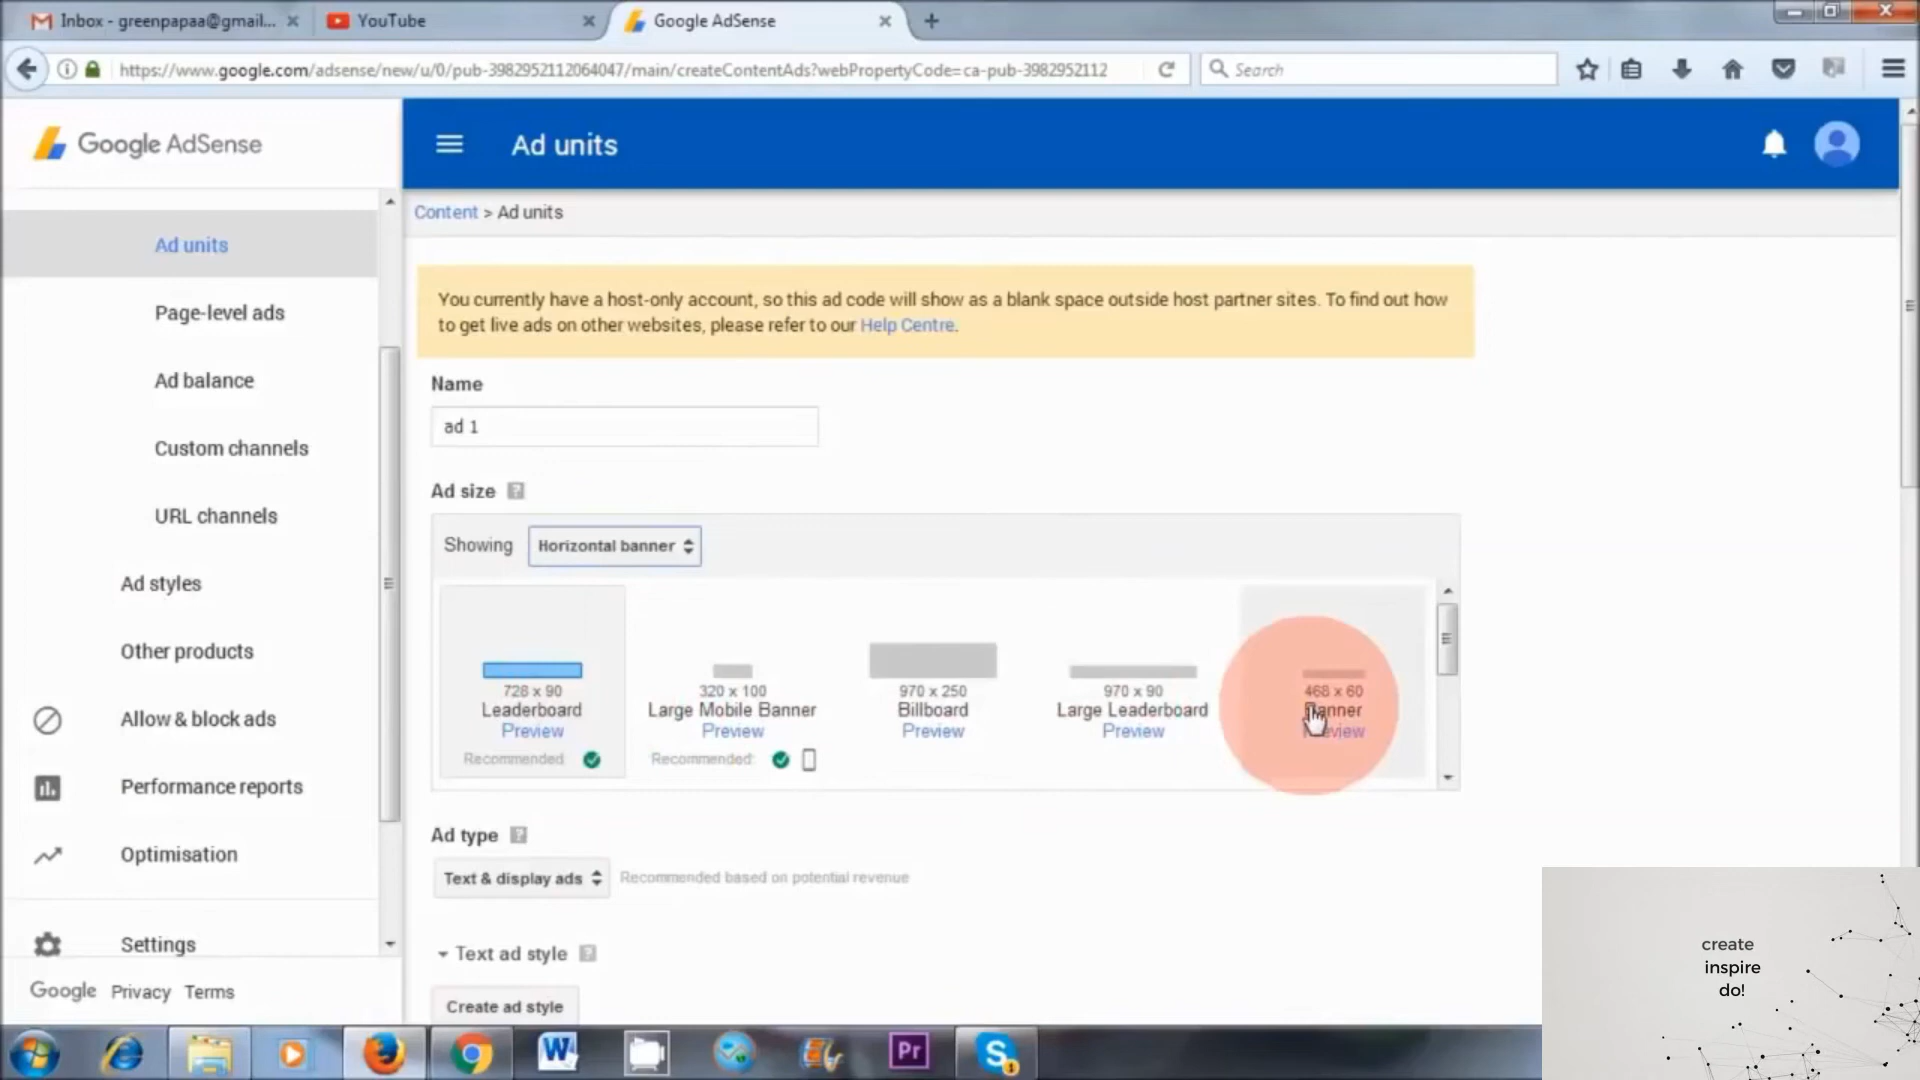 Inbox - greenpapaa@gmail...
YouTube
Google AdSense
https://www.google.com/adsense/new/u/0/pub-3982952112064047/main/createContentAds?webPropertyCode=ca-pub-3982952112
Search
Google AdSense
Ad units
Content > Ad units
Ad units
Page-level ads
Ad balance
Custom channels
URL channels
Ad styles
Other products
Allow & block ads
Performance reports
Optimisation
Settings
Google Privacy Terms
You currently have a host-only account, so this ad code will show as a blank space outside host partner sites. To find out how
to get live ads on other websites, please refer to our Help Centre.
Name
ad 1
Ad size ?
Showing Horizontal banner
728 x 90
Leaderboard
Preview
Recommended
320 x 100
Large Mobile Banner
Preview
Recommended
970 x 250
Billboard
Preview
970 x 90
Large Leaderboard
Preview
468 x 60
Banner
Preview
Ad type ?
Text & display ads Recommended based on potential revenue
Text ad style ?
Create ad style
create
inspire
do!
W
Pr
S
1